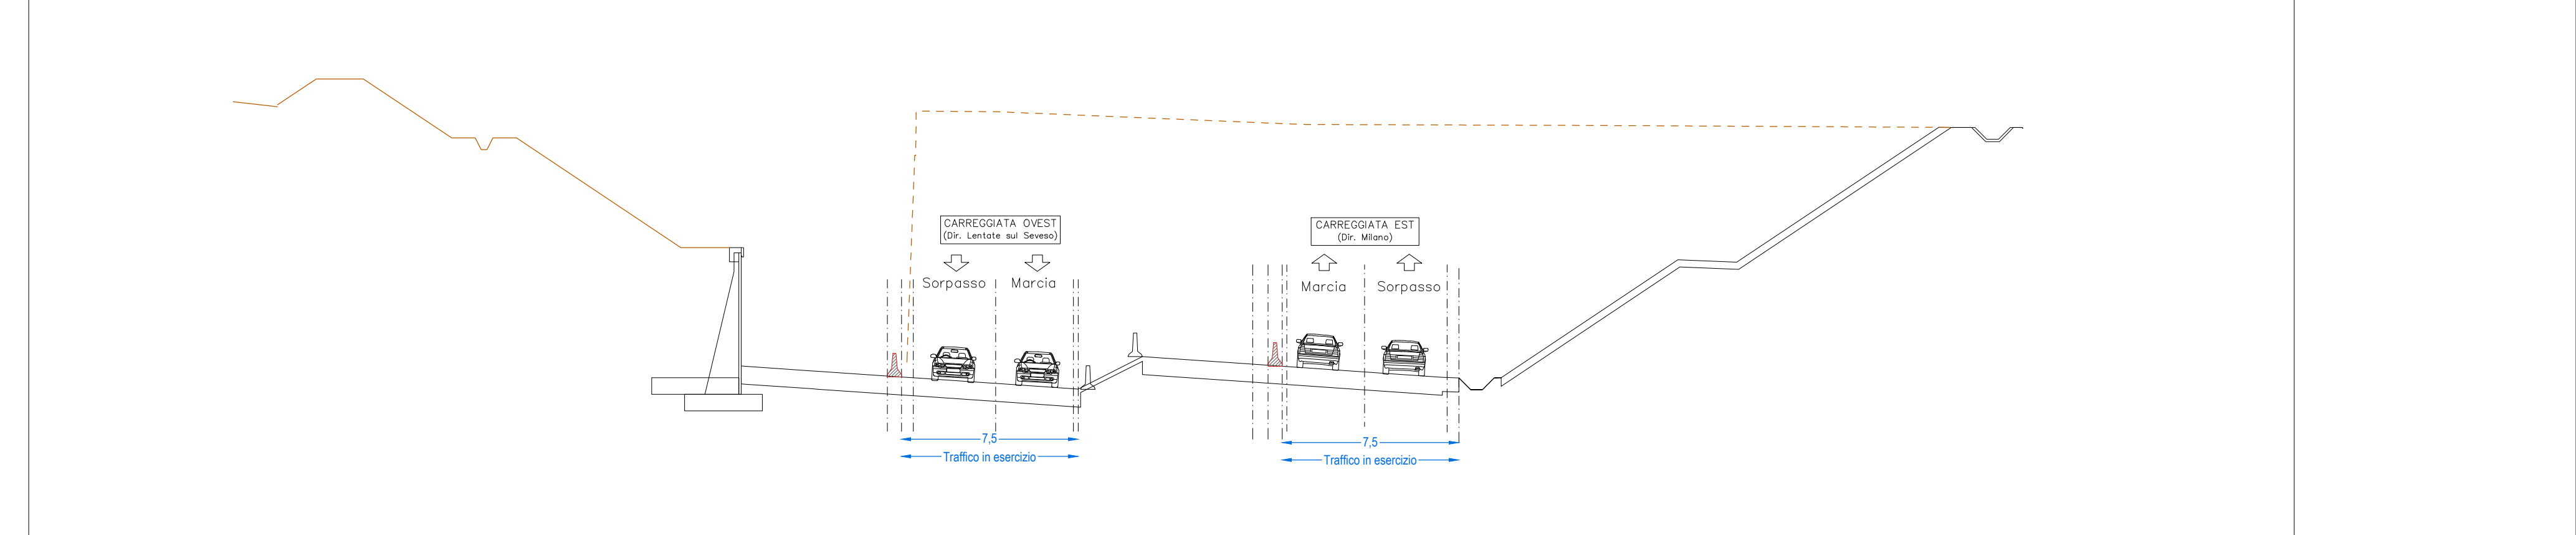 CARREGGIATA OVEST
(Dir. Lentate sul Seveso)
Sorpasso
Marcia
7,5
Traffico in esercizio
CARREGGIATA EST
(Dir. Milano)
Marcia
Sorpasso
7,5
Traffico in esercizio